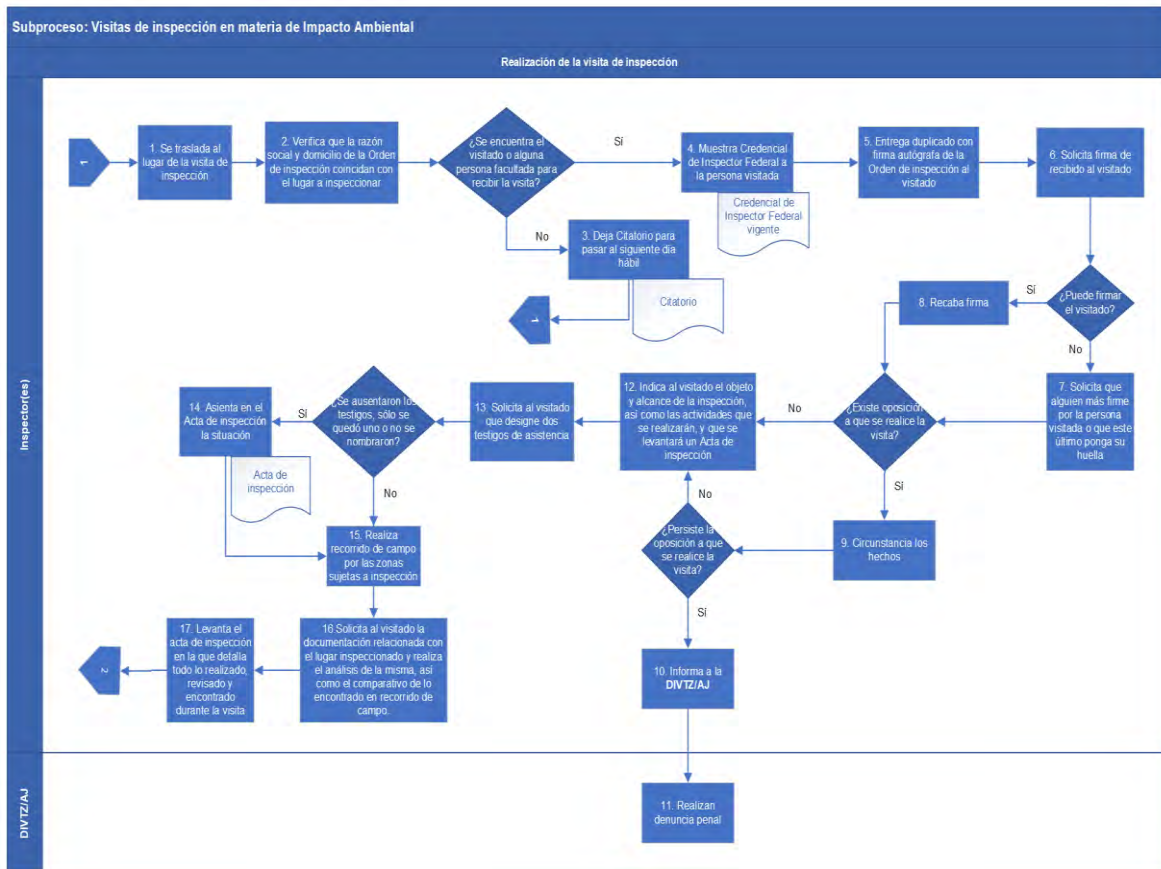 Subproceso: Visitas de inspección en materia de Impacto Ambiental
Realización de la visita de inspección
Inspector(es)
1
1. Se traslada al
lugar de la visita de
inspección
2. Verifica que la razón
social y domicilio de la Orden
de inspección coincidan con
el lugar a inspeccionar
¿Se encuentra el
visitado o alguna
persona facultada para
recibir la visita?
Sí
No
3. Deja Citatorio para
pasar al siguiente día
hábil
Citatorio
1
4. Muestra Credencial
de Inspector Federal a
la persona visitada
Credencial de
Inspector Federal
vigente
5. Entrega duplicado con
firma autógrafa de la
Orden de inspección al
visitado
6. Solicita firma de
recibido al visitado
¿Puede firmar
el visitado?
Sí
No
8. Recaba firma
7. Solicita que
alguien más firme
por la persona
visitada o que este
último ponga su
huella
¿Existe oposición
a que se realice la
visita?
No
Sí
9. Circunstancia los
hechos
¿Persiste la
oposición a que
se realice la
visita?
No
Sí
10. Informa a la
DIVTZ/AJ
12. Indica al visitado el objeto
y alcance de la inspección,
así como las actividades que
se realizarán, y que se
levantará un Acta de
inspección
13. Solicita al visitado
que designe dos
testigos de asistencia
¿Se ausentaron los
testigos, sólo se
quedó uno o no se
nombraron?
Sí
No
14. Asienta en el
Acta de inspección
la situación
Acta de
inspección
15. Realiza
recorrido de campo
por las zonas
sujetas a inspección
16 Solicita al visitado la
documentación relacionada con
el lugar inspeccionado y realiza
el análisis de la misma, así
como el comparativo de lo
encontrado en recorrido de
campo.
17. Levanta el
acta de inspección
en la que detalla
todo lo realizado,
revisado y
encontrado
durante la visita
2
DIVTZ/AJ
11. Realizan
denuncia penal